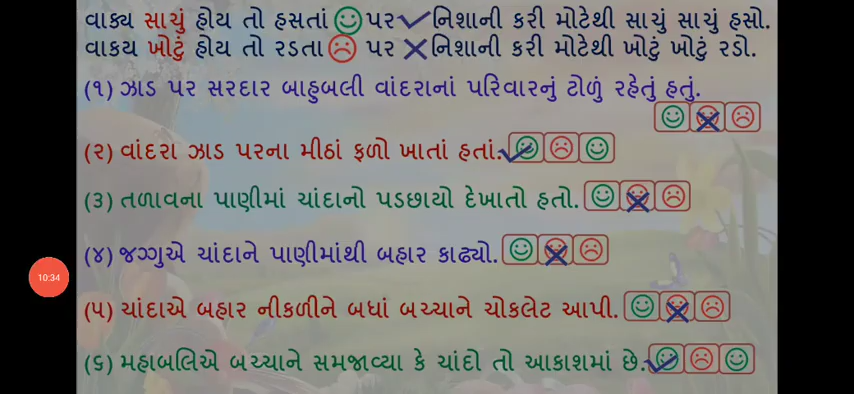 વાક્ય સાચું હોય તો હસતાં પર નિશાની કરી મોટેથી સાચું સાચું હસો.
વાકય ખોટું હોય તો રડતા પર નિશાની કરી મોટેથી ખોટું ખોટું રડો.
(૧) ઝાડ પર સરદાર બાહુબલી વાંદરાનાં પરિવારનું ટોળું રહેતું હતું.
(૨) વાંદરા ઝાડ પરના મીઠાં ફળો ખાતાં હતાં.
(૩) તળાવના પાણીમાં ચાંદાનો પડછાયો દેખાતો હતો.
(૪) જગ્ગુએ ચાંદાને પાણીમાંથી બહાર કાઢ્યો.
10:34
(૫) ચાંદાએ બહાર નીકળીને બધાં બચ્ચાને ચોકલેટ આપી.
(૬) મહાબલિએ બચ્ચાને સમજાવ્યા કે ચાંદો તો આકાશમાં છે.